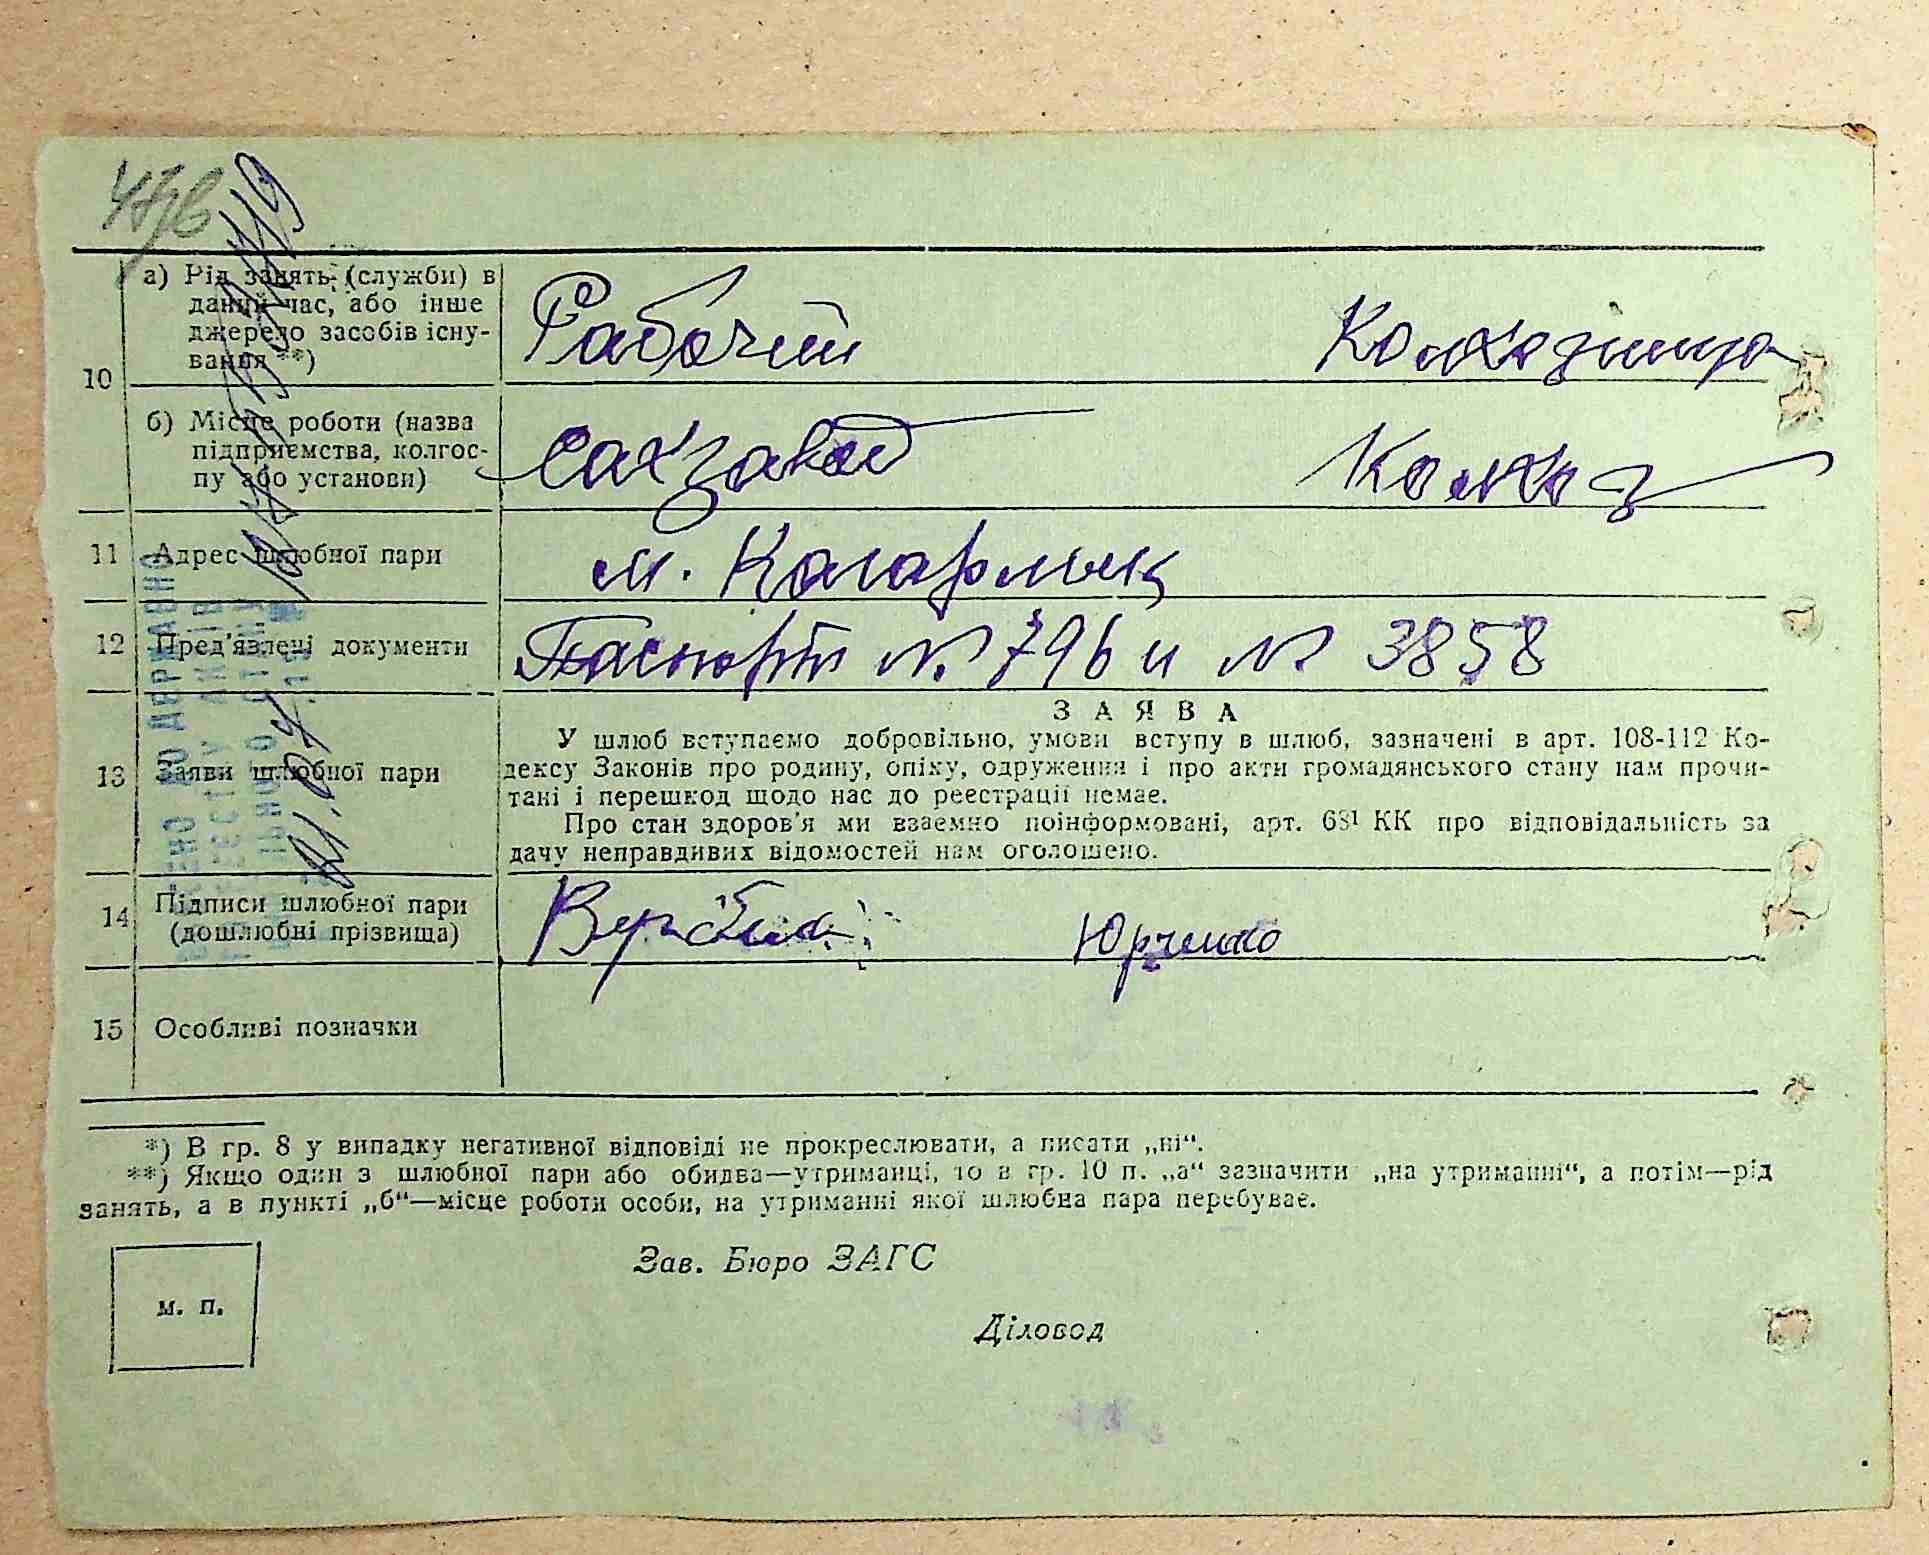 47зв
а) Рід занять (служби) в
даний час, або інше
джерело засобів існу-
вання **)
10
Рабочий Колхозница
б) Місце роботи (назва
підприємства, колгос-
пу або установи)
Сахзавод Колхоз
11 Адрес шлюбної пари м. Кагарлык
12 Пред'явлені документи Паспорт № 796 и № 3858
13 Заяви шлюбної пари
ЗАЯВА
У шлюб вступаємо добровільно, умови вступу в шлюб, зазначені в арт. 108-112 Ко-
дексу Законів про родину, опіку, одруження і про акти громадянського стану нам прочи-
тані і перешкод щодо нас до реєстрації немає.
Про стан здоров'я ми взаємно поінформовані, арт. 68¹ КК про відповідальність за
дачу неправдивих відомостей нам оголошено.
14 Підписи шлюбної пари
(дошлюбні прізвища)
Юрченко
15 Особливі позначки
*) В гр. 8 у випадку негативної відповіді не прокреслювати, а писати „ні“.
**) Якщо один з шлюбної пари або обидва—утриманці, то в гр. 10 п. „а“ зазначити „на утриманні“, а потім—рід
занять, а в пункті „б“—місце роботи особи, на утриманні якої шлюбна пара перебуває.
Зав. Бюро ЗАГС
м. п.
Діловод